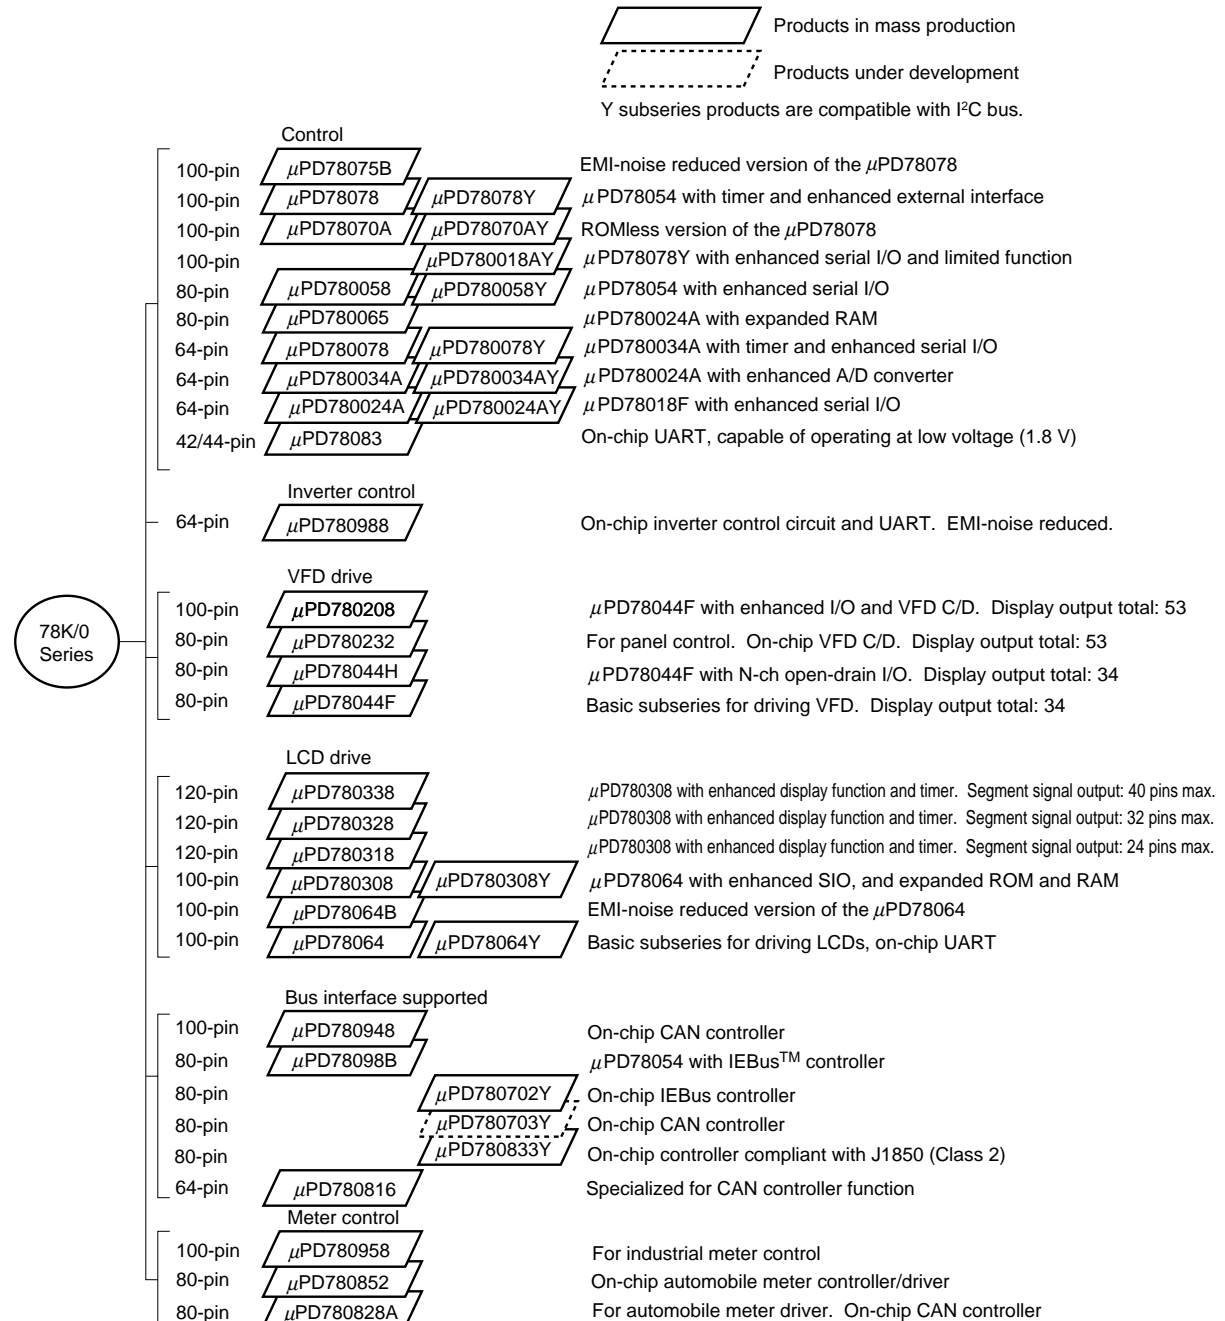 Products in mass production
Products under development
Y subseries products are compatible with I²C bus.
Control
100-pin μPD78075B EMI-noise reduced version of the μPD78078
100-pin μPD78078 μPD78078Y μPD78054 with timer and enhanced external interface
100-pin μPD78070A μPD78070AY ROMless version of the μPD78078
100-pin μPD780018AY μPD78078Y with enhanced serial I/O and limited function
80-pin μPD780058 μPD780058Y μPD78054 with enhanced serial I/O
80-pin μPD780065 μPD780024A with expanded RAM
64-pin μPD780078 μPD780078Y μPD780034A with timer and enhanced serial I/O
64-pin μPD780034A μPD780034AY μPD780024A with enhanced A/D converter
64-pin μPD780024A μPD780024AY μPD78018F with enhanced serial I/O
42/44-pin μPD78083 On-chip UART, capable of operating at low voltage (1.8 V)
Inverter control
64-pin μPD780988 On-chip inverter control circuit and UART. EMI-noise reduced.
VFD drive
100-pin μPD780208 μPD78044F with enhanced I/O and VFD C/D. Display output total: 53
78K/0
Series
80-pin μPD780232 For panel control. On-chip VFD C/D. Display output total: 53
80-pin μPD78044H μPD78044F with N-ch open-drain I/O. Display output total: 34
80-pin μPD78044F Basic subseries for driving VFD. Display output total: 34
LCD drive
120-pin μPD780338 μPD780308 with enhanced display function and timer. Segment signal output: 40 pins max.
120-pin μPD780328 μPD780308 with enhanced display function and timer. Segment signal output: 32 pins max.
120-pin μPD780318 μPD780308 with enhanced display function and timer. Segment signal output: 24 pins max.
100-pin μPD780308 μPD780308Y μPD78064 with enhanced SIO, and expanded ROM and RAM
100-pin μPD78064B EMI-noise reduced version of the μPD78064
100-pin μPD78064 μPD78064Y Basic subseries for driving LCDs, on-chip UART
Bus interface supported
100-pin μPD780948 On-chip CAN controller
80-pin μPD78098B μPD78054 with IEBus™ controller
80-pin μPD780702Y On-chip IEBus controller
80-pin μPD780703Y On-chip CAN controller
80-pin μPD780833Y On-chip controller compliant with J1850 (Class 2)
64-pin μPD780816 Specialized for CAN controller function
Meter control
100-pin μPD780958 For industrial meter control
80-pin μPD780852 On-chip automobile meter controller/driver
80-pin μPD780828A For automobile meter driver. On-chip CAN controller